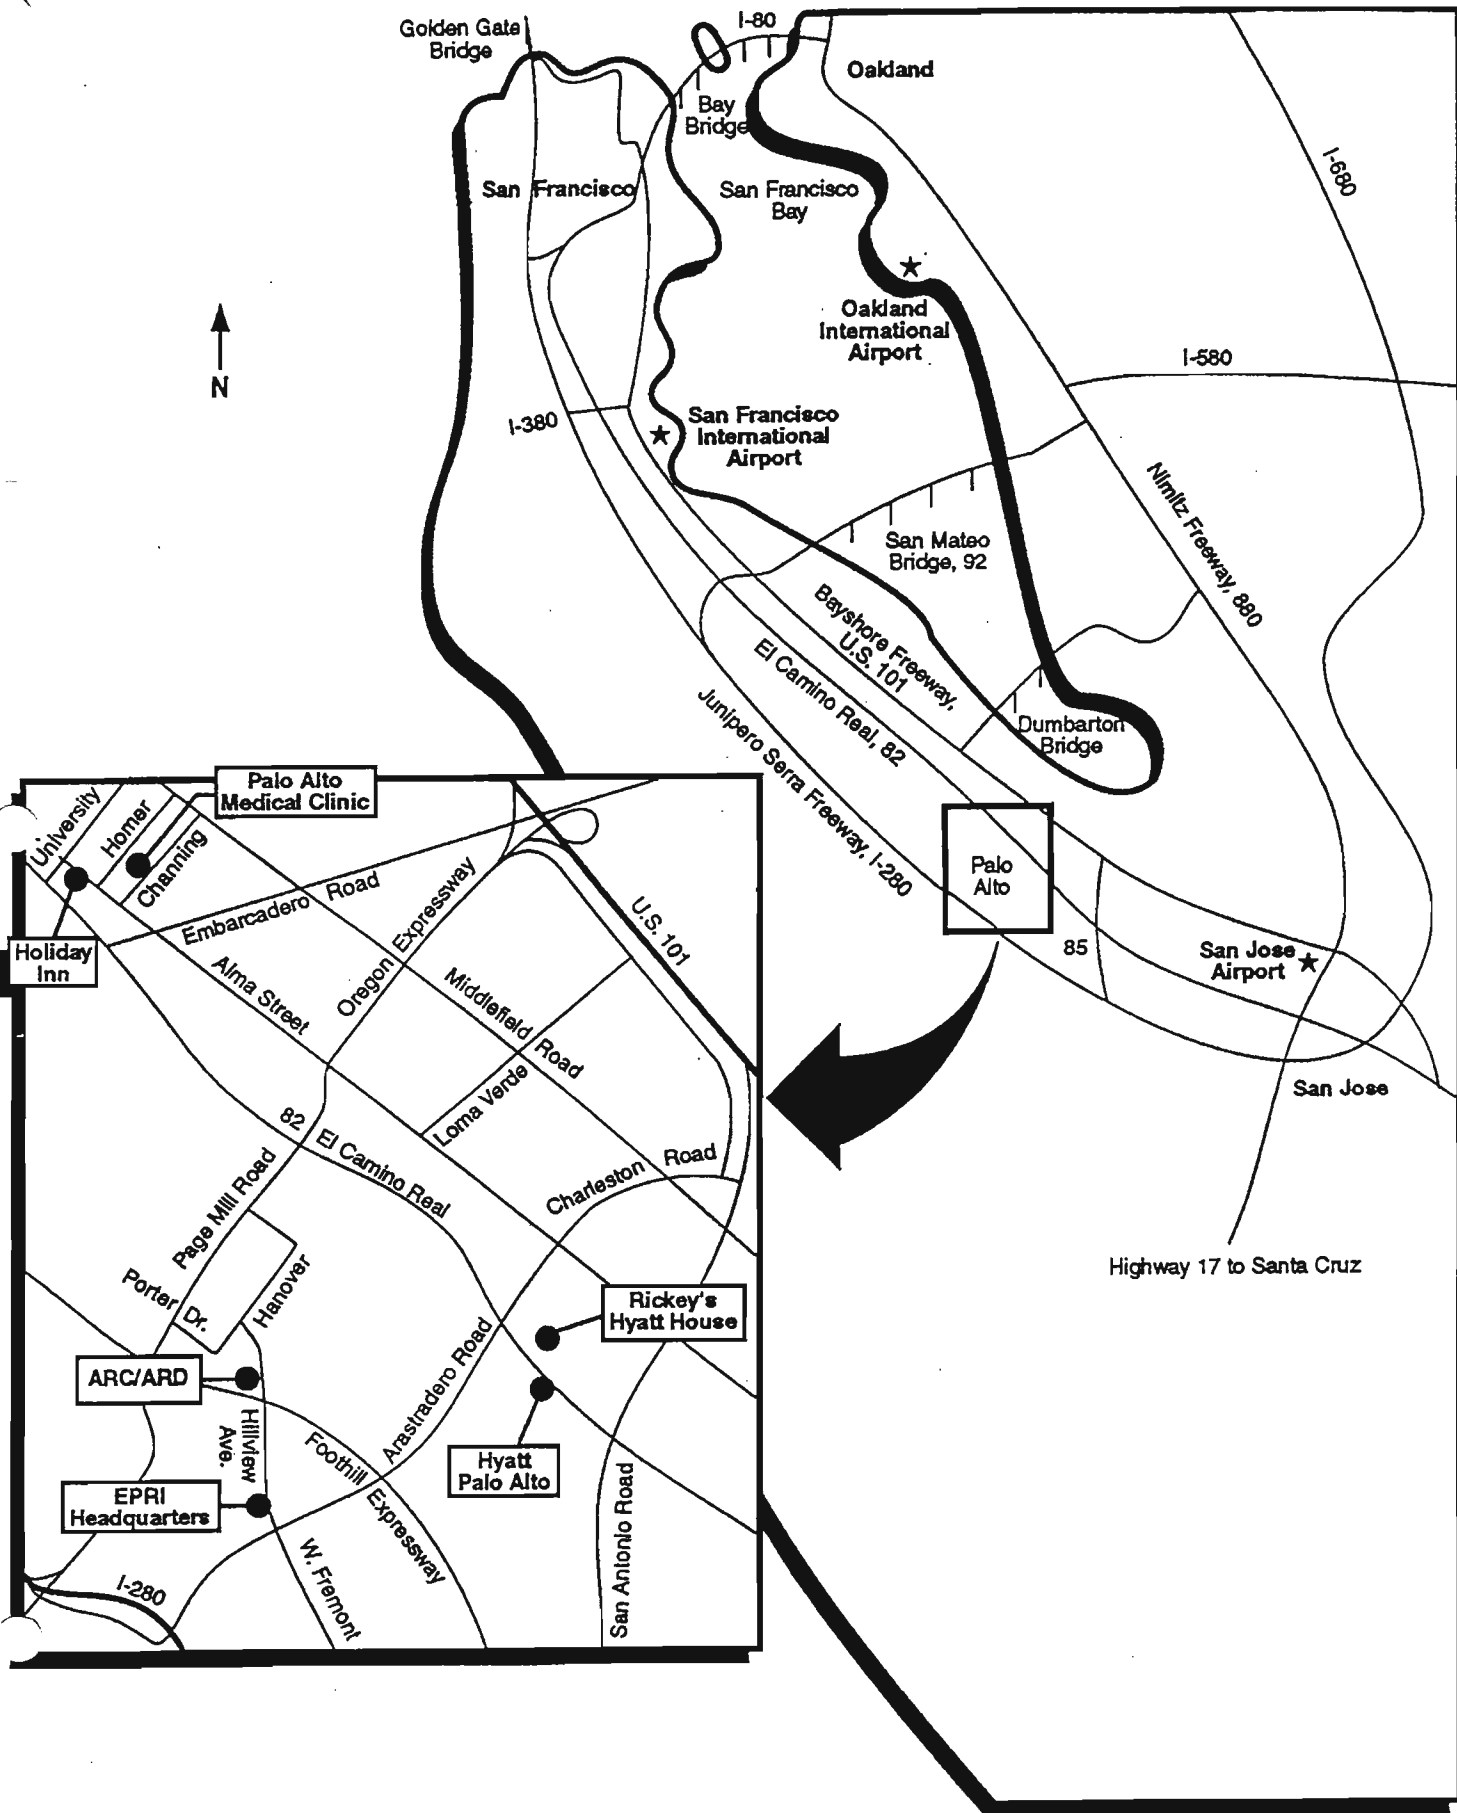 Golden Gate
Bridge
I-80
Oakland
Bay
Bridge
I-680
San Francisco
San Francisco
Bay
Oakland
International
Airport
N
I-580
I-380
San Francisco
International
Airport
Nimitz Freeway, 880
San Mateo
Bridge, 92
Bayshore Freeway,
U.S. 101
El Camino Real, 82
Junipero Serra Freeway, I-280
Dumbarton
Bridge
Palo
Alto
85
San Jose
Airport
San Jose
Highway 17 to Santa Cruz
Palo Alto
Medical Clinic
University
Homer
Channing
Embarcadero Road
Oregon Expressway
U.S. 101
Holiday
Inn
Alma Street
Middlefield Road
Loma Verde
82 El Camino Real
Charleston Road
Page Mill Road
Porter Dr.
Hanover
Rickey's
Hyatt House
ARC/ARD
Arastradero Road
Hillview
Ave.
Foothill Expressway
Hyatt
Palo Alto
EPRI
Headquarters
W. Fremont
San Antonio Road
I-280